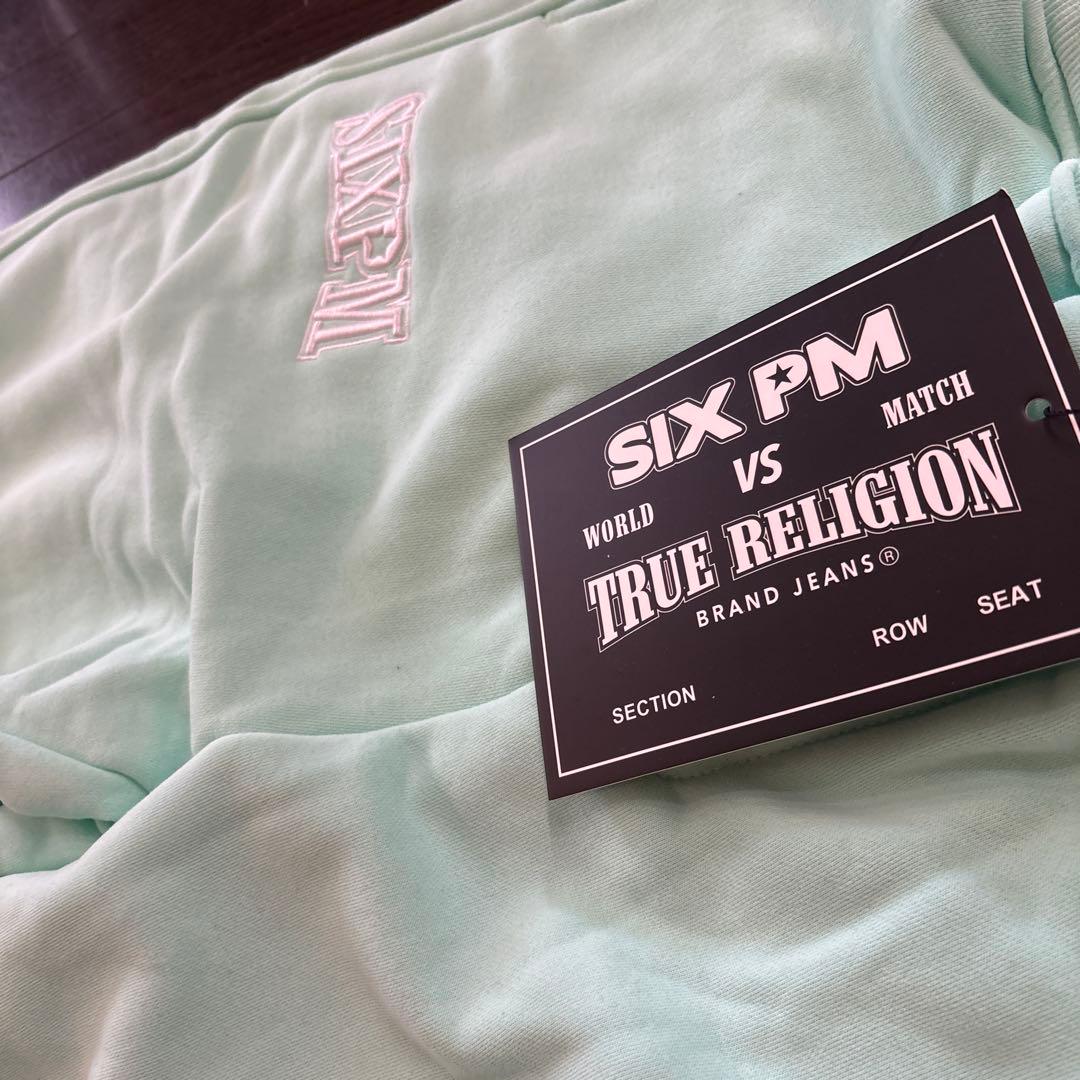 SIXPM
SIX PM
VS
WORLD MATCH
TRUE RELIGION
BRAND JEANS®
SECTION ROW SEAT